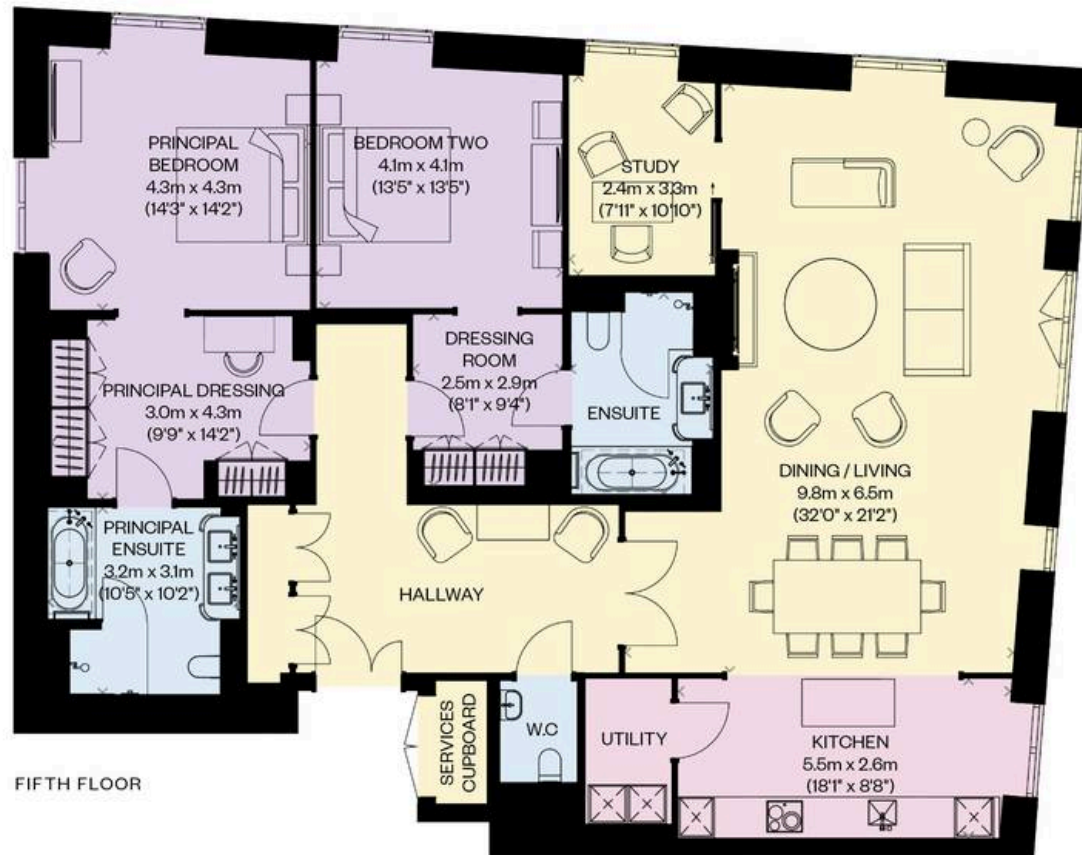 PRINCIPAL
BEDROOM
4.3m x 4.3m
(14'3" x 14'2")
BEDROOM TWO
4.1m x 4.1m
(13'5" x 13'5")
STUDY
2.4m x 3.3m
(7'11" x 10'10")
PRINCIPAL DRESSING
3.0m x 4.3m
(9'9" x 14'2")
DRESSING
ROOM
2.5m x 2.9m
(8'1" x 9'4")
ENSUITE
DINING / LIVING
9.8m x 6.5m
(32'0" x 21'2")
PRINCIPAL
ENSUITE
3.2m x 3.1m
(10'5" x 10'2")
HALLWAY
SERVICES
CUPBOARD
W.C
UTILITY
KITCHEN
5.5m x 2.6m
(18'1" x 8'8")
FIFTH FLOOR